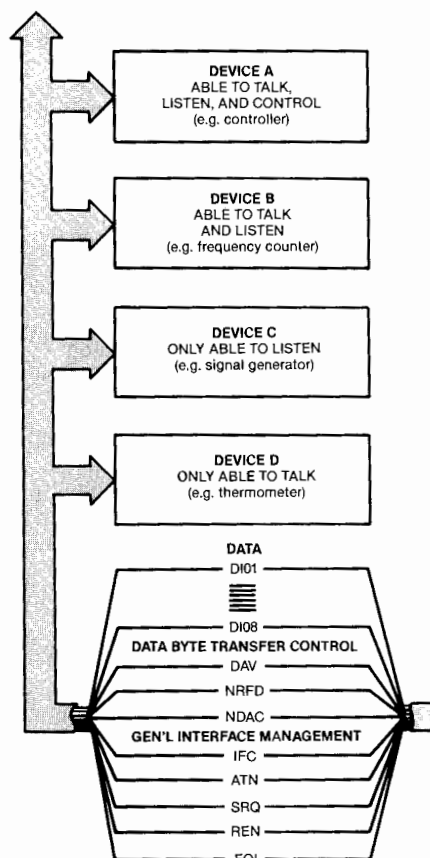 DEVICE A
ABLE TO TALK,
LISTEN, AND CONTROL
(e.g. controller)
DEVICE B
ABLE TO TALK
AND LISTEN
(e.g. frequency counter)
DEVICE C
ONLY ABLE TO LISTEN
(e.g. signal generator)
DEVICE D
ONLY ABLE TO TALK
(e.g. thermometer)
DATA
DI01
DI08
DATA BYTE TRANSFER CONTROL
DAV
NRFD
NDAC
GEN'L INTERFACE MANAGEMENT
IFC
ATN
SRQ
REN